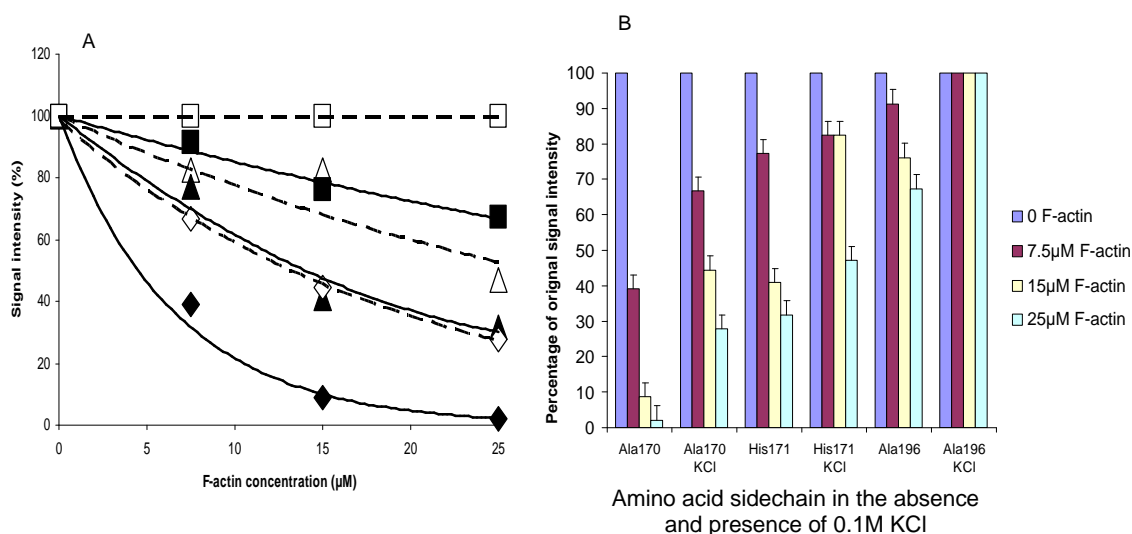 A
120
100
80
60
40
20
0
Signal intensity (%)
0 5 10 15 20 25
F-actin concentration (µM)
B
100
90
80
70
60
50
40
30
20
10
0
Percentage of orignal signal intensity
Ala170 Ala170 His171 His171 Ala196 Ala196
KCl KCl KCl
Amino acid sidechain in the absence
and presence of 0.1M KCl
0 F-actin
7.5µM F-actin
15µM F-actin
25µM F-actin